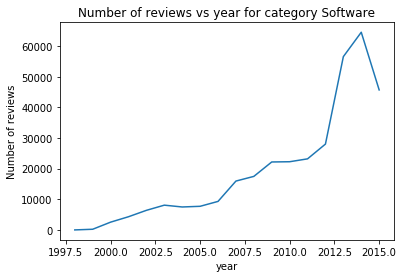 Number of reviews vs year for category Software
Number of reviews
60000
50000
40000
30000
20000
10000
0
1997.5 2000.0 2002.5 2005.0 2007.5 2010.0 2012.5 2015.0
year